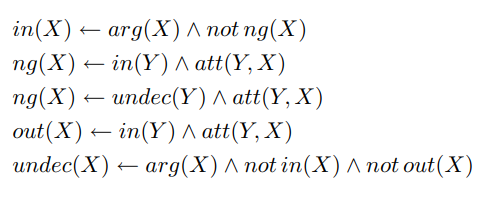 in(X) ← arg(X) ∧ not ng(X)
ng(X) ← in(Y) ∧ att(Y, X)
ng(X) ← undec(Y) ∧ att(Y, X)
out(X) ← in(Y) ∧ att(Y, X)
undec(X) ← arg(X) ∧ not in(X) ∧ not out(X)